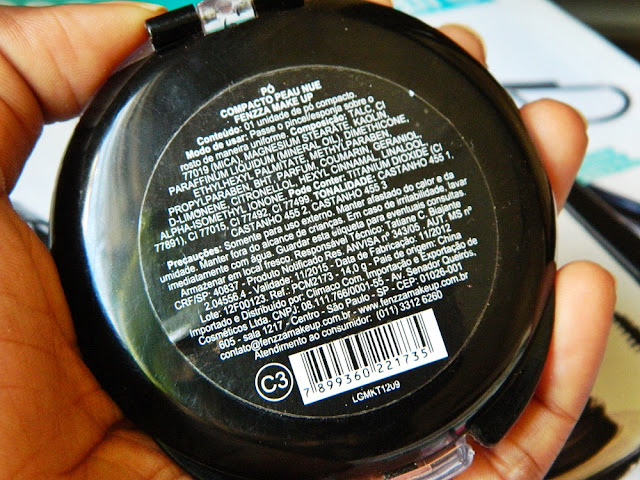 PÓ
COMPACTO PEAU NUE
FENZZA MAKE UP
Conteúdo: 01 unidade de pó compacto.
Modo de usar: Passe o pincel/esponja sobre o
rosto de maneira uniforme. Composição: TALC, CI
77019 (MICA), MAGNESIUM STEARATE, KAOLIN,
PARAFFINUM LIQUIDUM (MINERAL OIL), DIMETHICONE,
ETHYLHEXYL PALMITATE, METHYLPARABEN,
PROPYLPARABEN, BHT, PARFUM, COUMARIN, GERANIOL,
D-LIMONENE, CITRONELLOL, HEXYL CINNAMAL, LINALOOL,
ALPHA-ISOMETHYL IONONE. Pode Conter: TITANIUM DIOXIDE (CI
77891), CI 77015, CI 77492, CI 77499. TONALIDADES: CASTANHO 455 1,
CASTANHO 455 2, CASTANHO 455 3
Precauções: Somente para uso externo. Manter afastado do calor e da
umidade. Manter fora do alcance de crianças. Em caso de irritabilidade, lavar
imediatamente com água. Guardar esta etiqueta para eventuais consultas.
Armazenar em local fresco. Responsável Técnico: Tatiane C. Brigente
CRF/SP 40837 - Produto Notificado Res. ANVISA nº 343/05 / AUT. MS nº
2.04556.4 - Validade: 11/2015 - Data de Fabricação: 11/2012
Lote: 12F00123. Ref.: PCM2173 - 14,0 g - País de origem: China.
Importado e Distribuído por: Climaco Com. Importação e Exportação de
Cosméticos Ltda. CNPJ: 08.111.766/0001-55 - AV. Senador Queirós,
605 - sala 1217 - Centro - São Paulo - SP - CEP: 01026-001
contato@fenzzamakeup.com.br - www.fenzzamakeup.com.br
Atendimento ao consumidor: (011) 3312 6260
C3
7 899360 221735
LGMKT1209